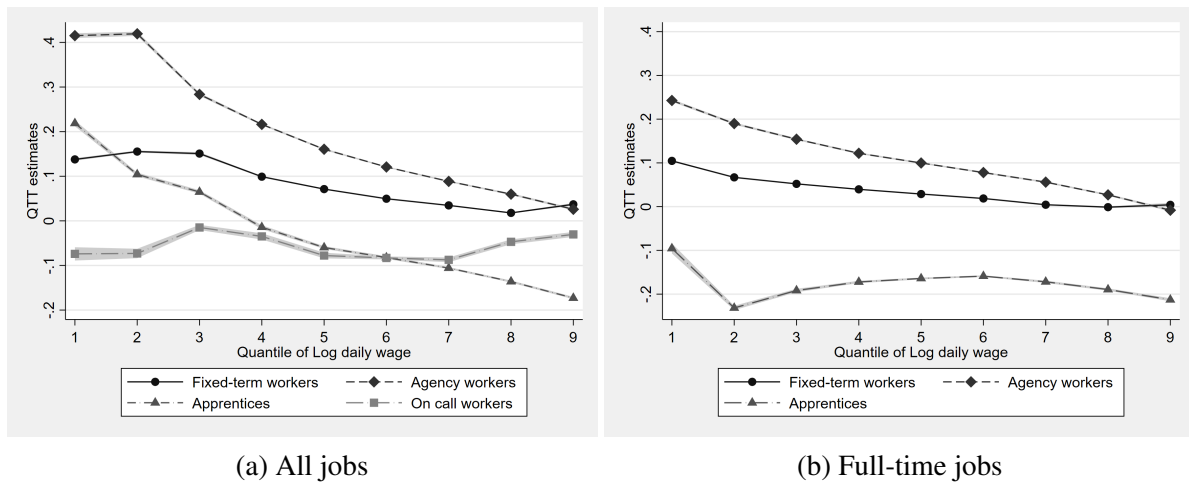 QTT estimates
.4
.3
.2
.1
0
-.1
-.2
1 2 3 4 5 6 7 8 9
Quantile of Log daily wage
Fixed-term workers Agency workers
Apprentices On call workers
(a) All jobs
QTT estimates
.4
.3
.2
.1
0
-.1
-.2
1 2 3 4 5 6 7 8 9
Quantile of Log daily wage
Fixed-term workers Agency workers
Apprentices
(b) Full-time jobs